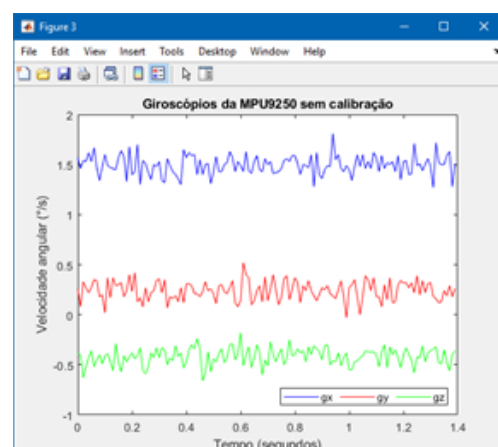 Figure 3
File Edit View Insert Tools Desktop Window Help
Giroscópios da MPU9250 sem calibração
2
1.5
1
0.5
0
-0.5
-1
Velocidade angular (°/s)
gx gy gz
0 0.2 0.4 0.6 0.8 1 1.2 1.4
Tempo (segundos)